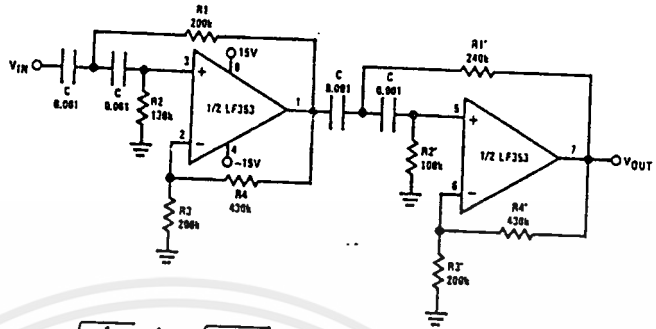 R1
200k
15V
8
VIN
C
0.001
C
0.001
3
+
R2
1/2 LF353
1
2
−
4
−15V
R4
430k
R3
200k
C
0.001
C
0.001
R1'
240k
5
+
R2'
100k
1/2 LF353
7
VOUT
6
−
R4'
430k
R3'
200k